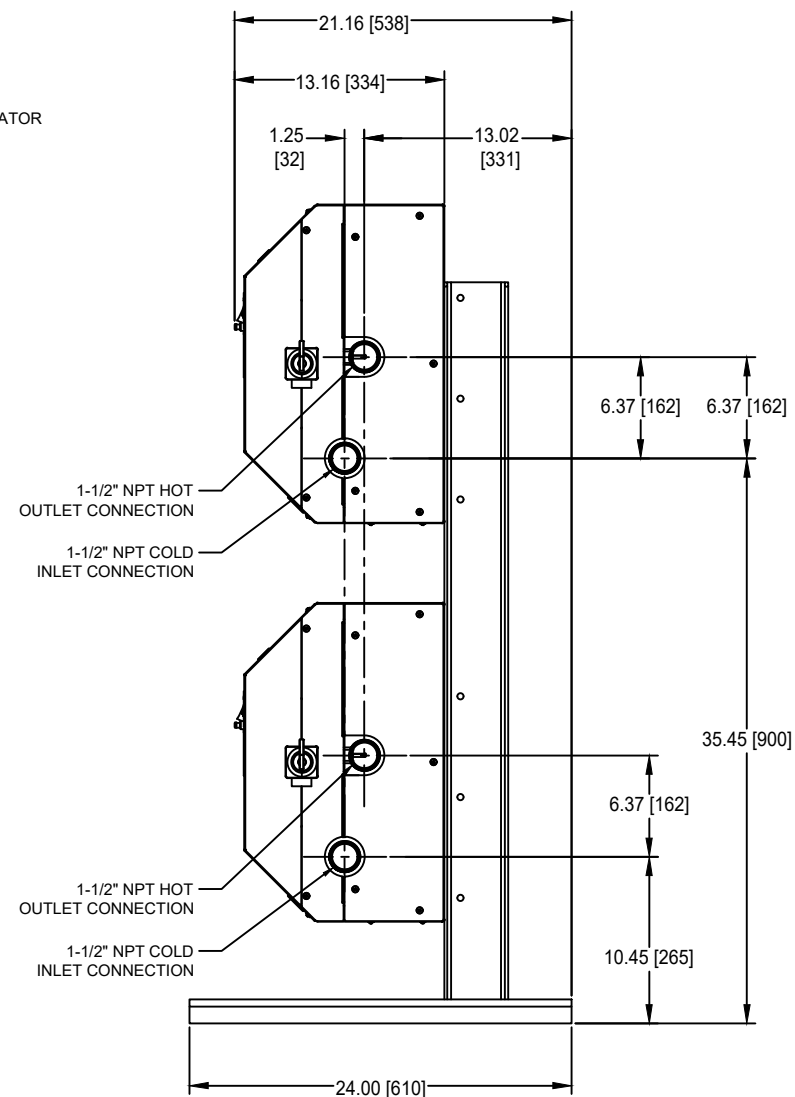 21.16 [538]
13.16 [334]
ATOR
1.25
[32]
13.02
[331]
6.37 [162]
6.37 [162]
1-1/2" NPT HOT
OUTLET CONNECTION
1-1/2" NPT COLD
INLET CONNECTION
35.45 [900]
6.37 [162]
1-1/2" NPT HOT
OUTLET CONNECTION
1-1/2" NPT COLD
INLET CONNECTION
10.45 [265]
24.00 [610]